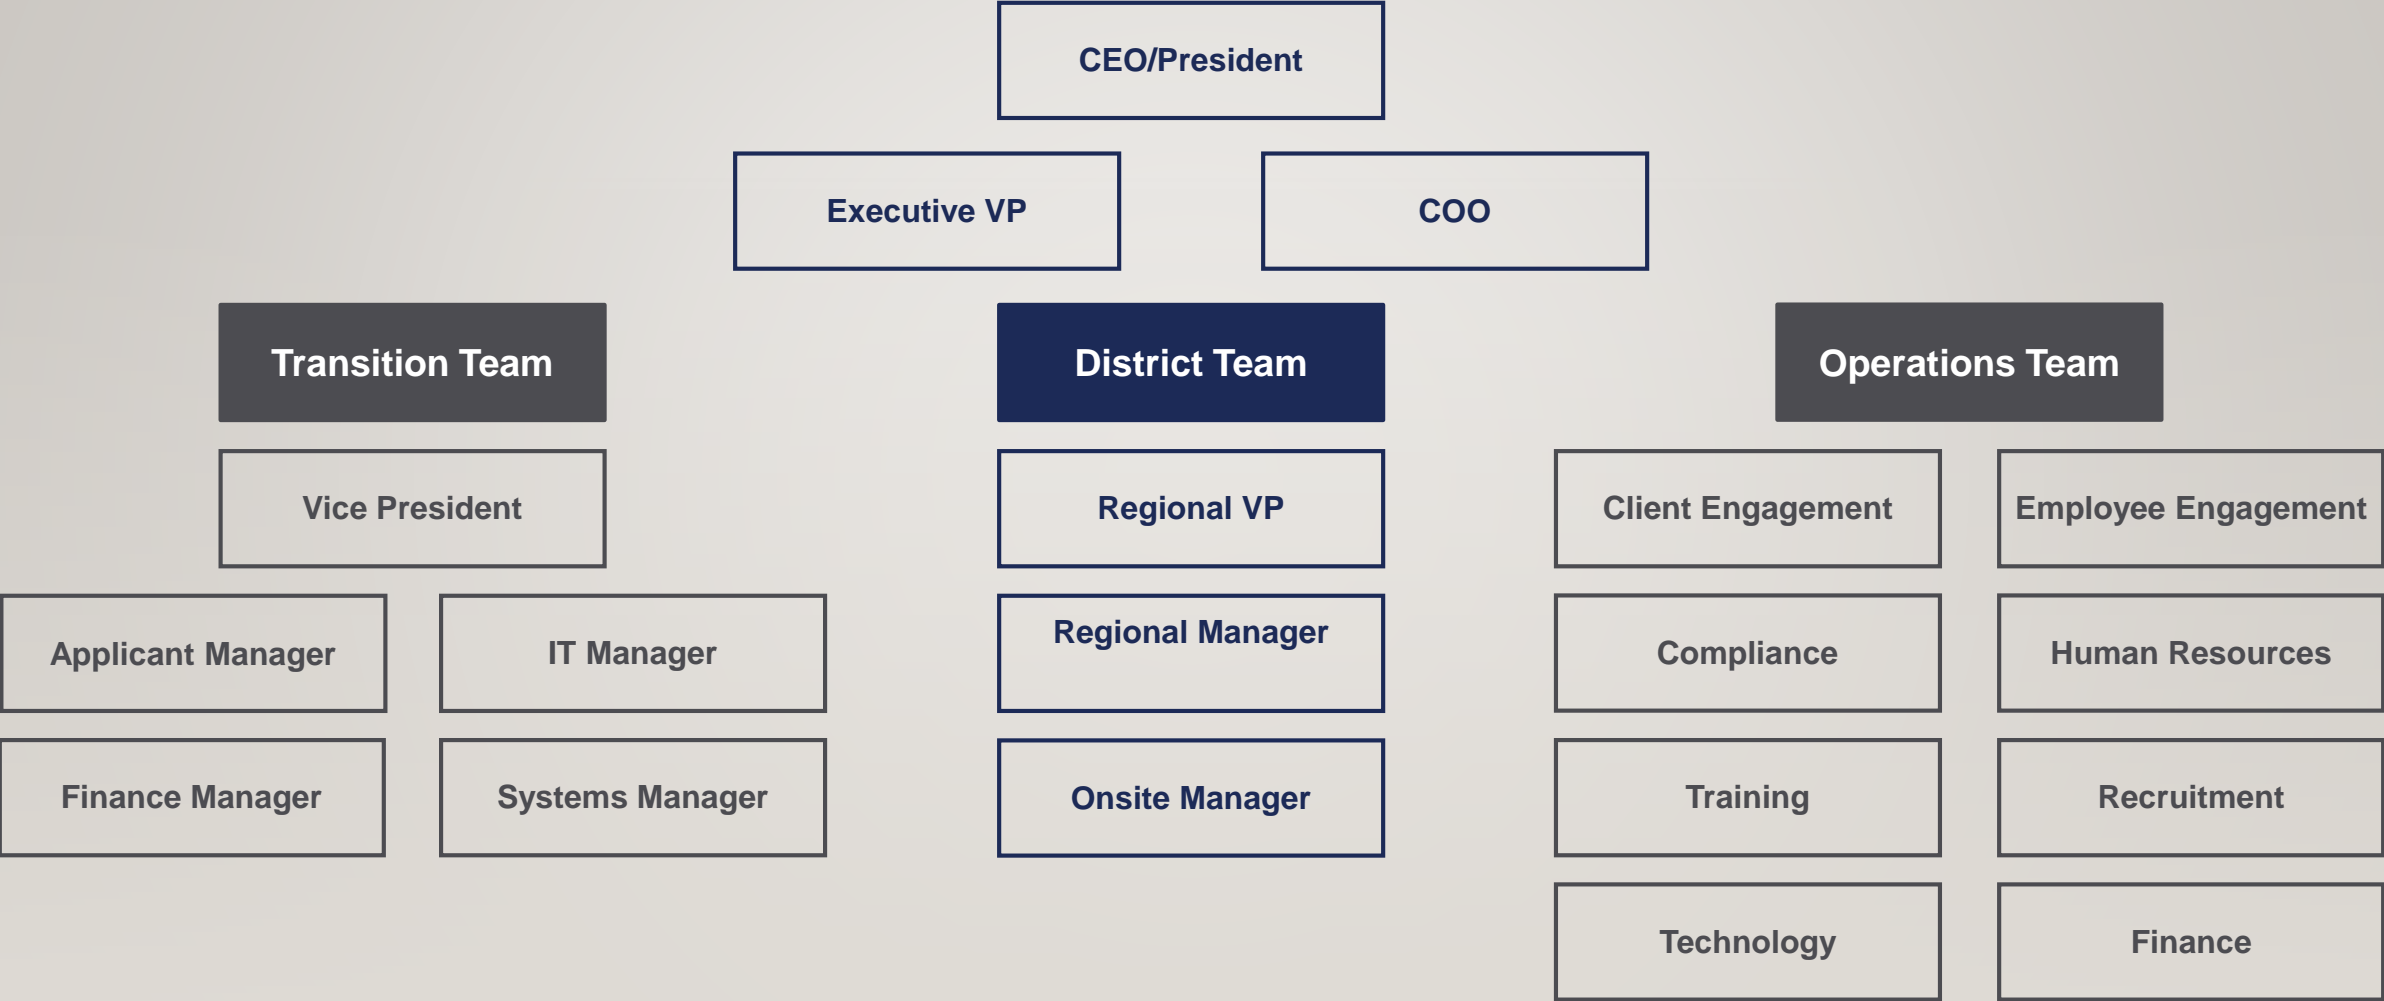 CEO/President
Executive VP
COO
Transition Team
District Team
Operations Team
Vice President
Regional VP
Client Engagement
Employee Engagement
Applicant Manager
IT Manager
Regional Manager
Compliance
Human Resources
Finance Manager
Systems Manager
Onsite Manager
Training
Recruitment
Technology
Finance